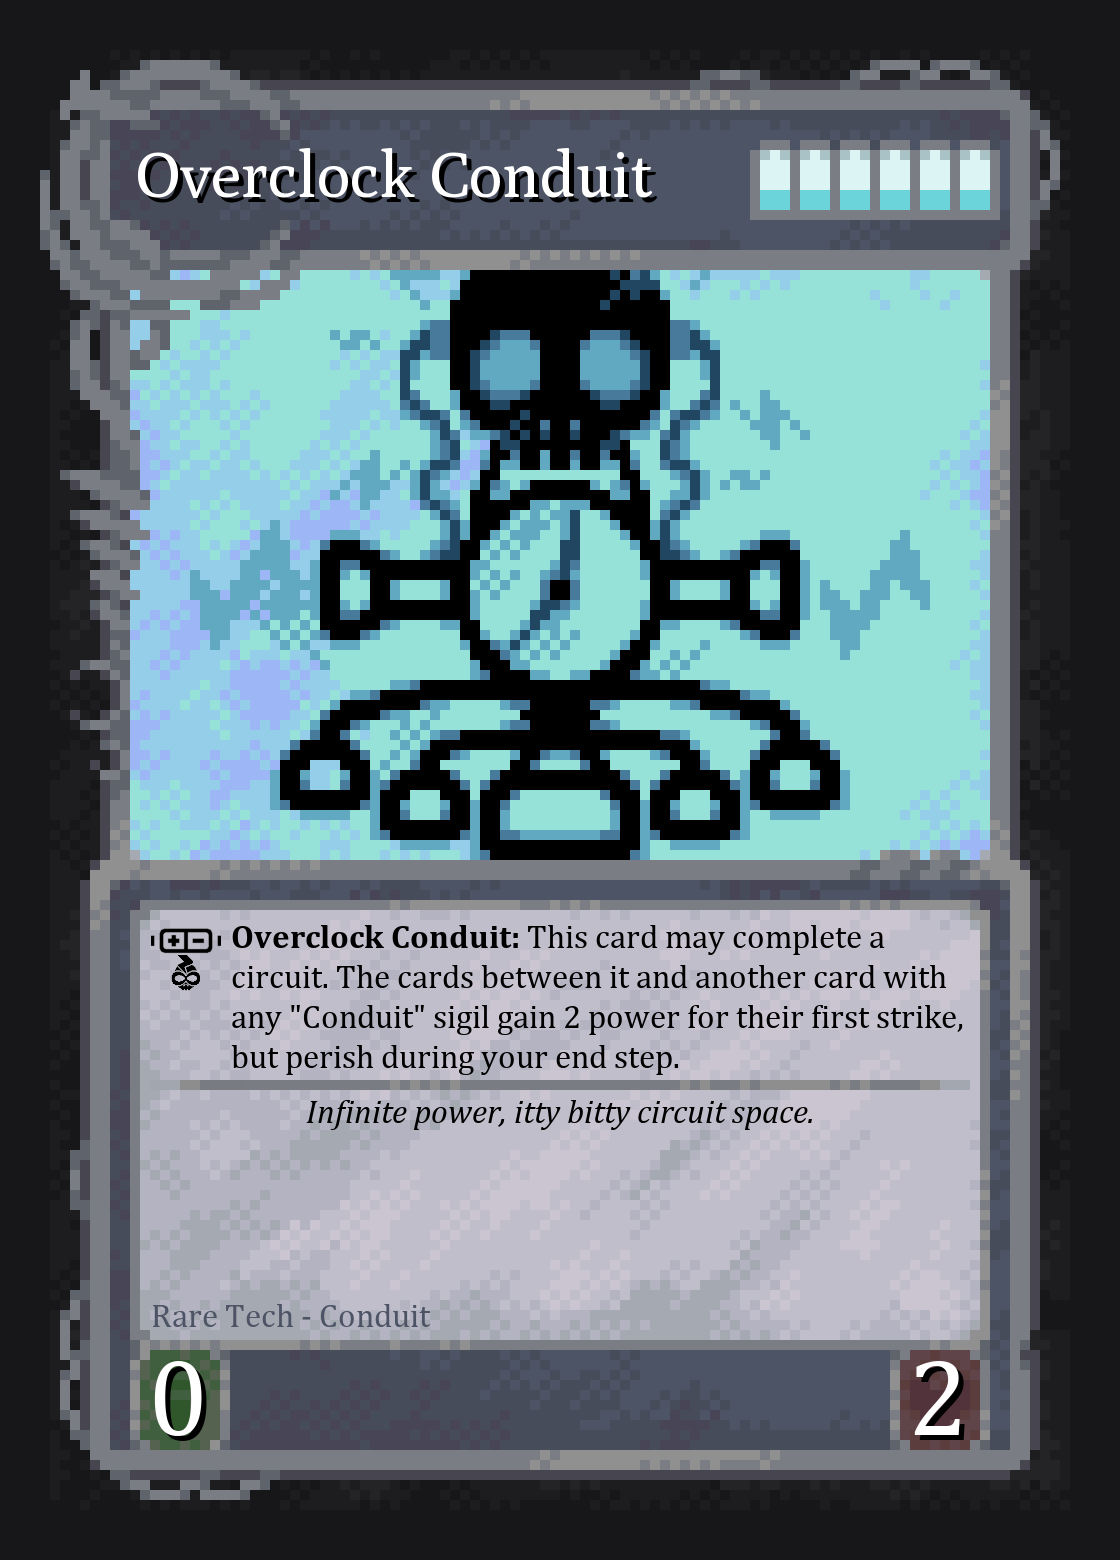 Overclock Conduit
Overclock Conduit: This card may complete a
circuit. The cards between it and another card with
any "Conduit" sigil gain 2 power for their first strike,
but perish during your end step.
Infinite power, itty bitty circuit space.
Rare Tech - Conduit
0
2